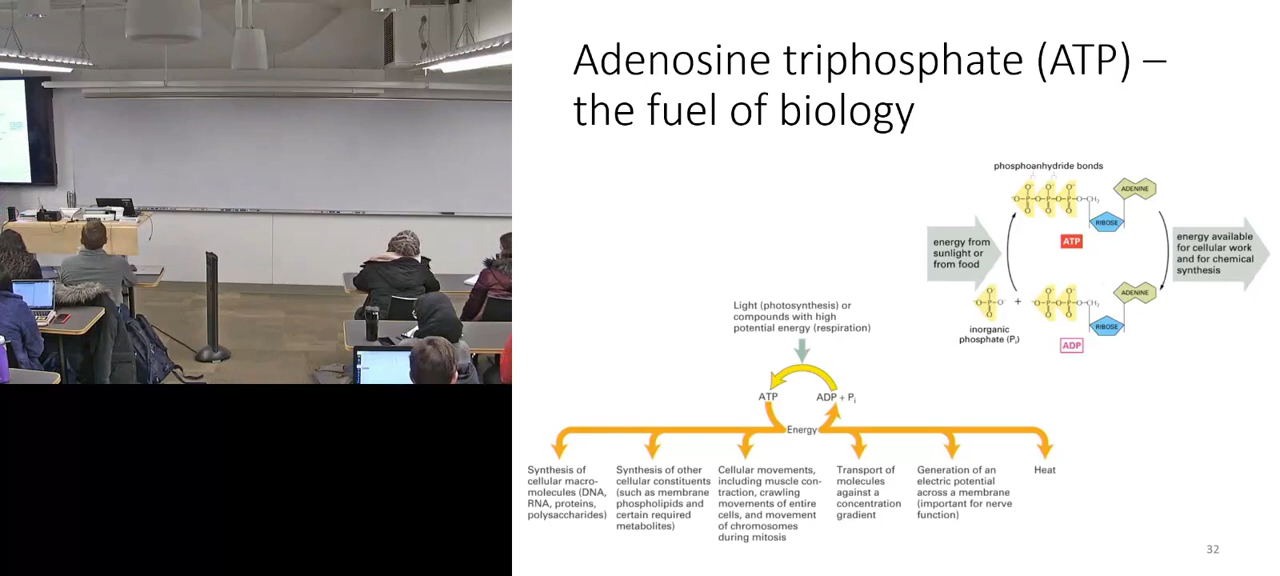 Adenosine triphosphate (ATP) –
the fuel of biology
phosphoanhydride bonds
ADENINE
RIBOSE
ATP
energy from
sunlight or
from food
energy available
for cellular work
and for chemical
synthesis
O⁻ O⁻ O⁻
⁻O-P-O-P-O-P-O-CH₂
O O O
O⁻
⁻O-P-O⁻
O
+
O⁻ O⁻
⁻O-P-O-P-O-CH₂
O O
ADENINE
RIBOSE
inorganic
phosphate (Pᵢ)
ADP
Light (photosynthesis) or
compounds with high
potential energy (respiration)
ATP
ADP + Pᵢ
Energy
Synthesis of
cellular macro-
molecules (DNA,
RNA, proteins,
polysaccharides)
Synthesis of other
cellular constituents
(such as membrane
phospholipids and
certain required
metabolites)
Cellular movements,
including muscle con-
traction, crawling
movements of entire
cells, and movement
of chromosomes
during mitosis
Transport of
molecules
against a
concentration
gradient
Generation of an
electric potential
across a membrane
(important for nerve
function)
Heat
32